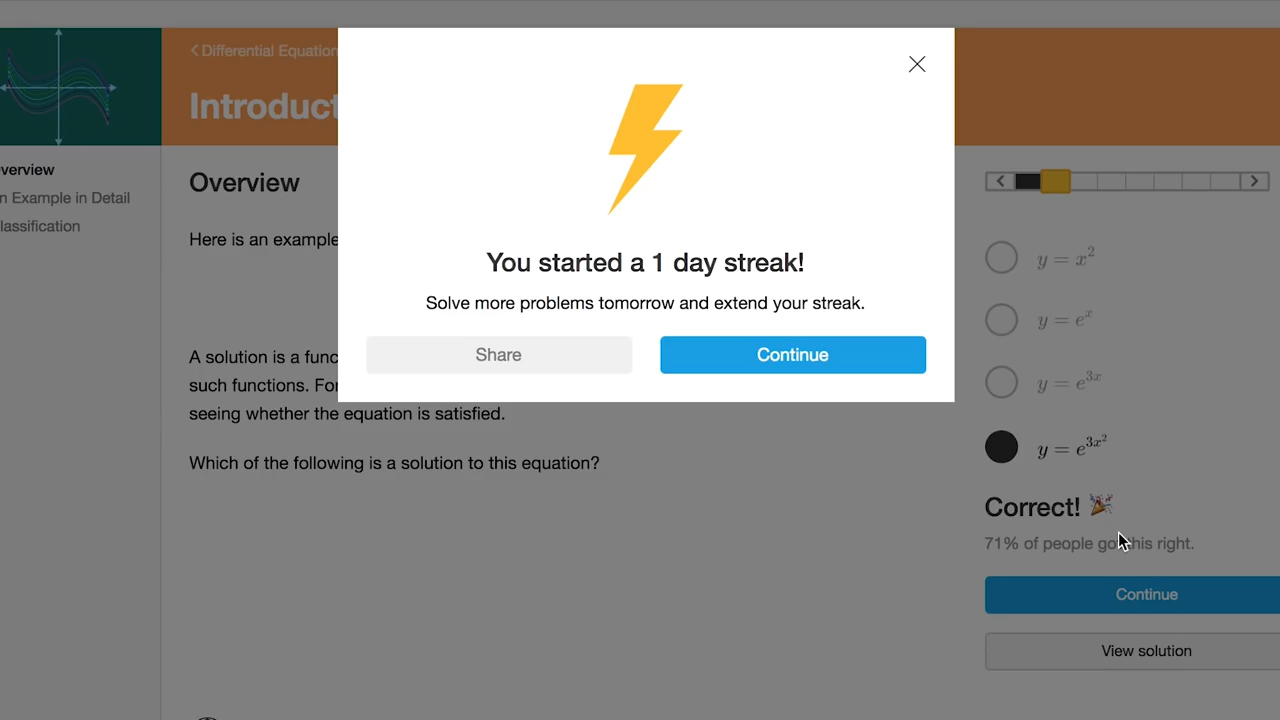 < Differential Equation
Introduct
verview
n Example in Detail
lassification
Overview
Here is an example
A solution is a func
such functions. For
seeing whether the equation is satisfied.
Which of the following is a solution to this equation?
You started a 1 day streak!
Solve more problems tomorrow and extend your streak.
Share
Continue
y = x²
y = eˣ
y = e³ˣ
y = e^{3x²}
Correct! 🎉
71% of people got this right.
Continue
View solution